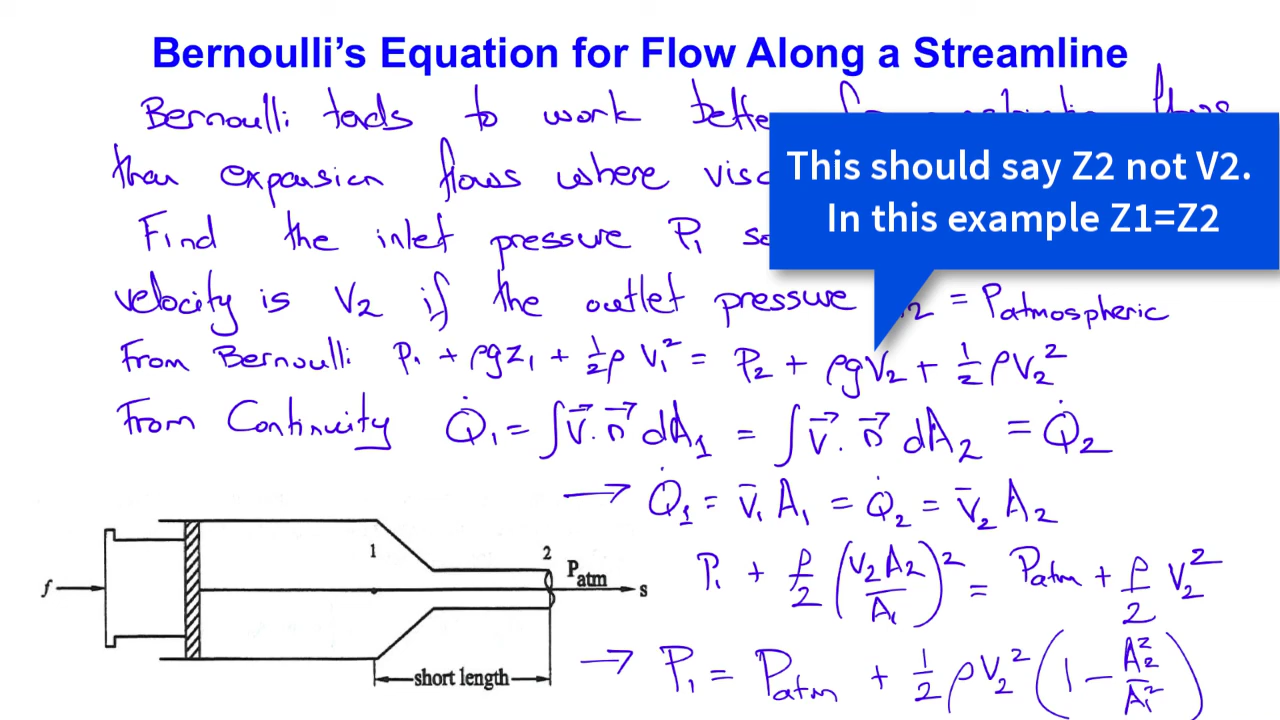 Bernoulli's Equation for Flow Along a Streamline
Bernoulli tends to work better
This should say Z2 not V2.
In this example Z1=Z2
than expansion flows where
Find the inlet pressure P₁
velocity is V2 if the outlet pressure = Patmospheric
From Bernoulli P₁ + ρgz₁ + ½ρ V₁² = P₂ + ρgV₂ + ½ρV₂²
From Continuity Q̇₁ = ∫V⃗.n⃗ dA₁ = ∫V⃗.n⃗ dA₂ = Q̇₂
→ Q̇₁ = V̄₁ A₁ = Q̇₂ = V̄₂ A₂
P₁ + ρ/2 (V₂A₂/A₁)² = Patm + ρ/2 V₂²
→ P₁ = Patm + ½ρV₂² (1 − A₂²/A₁²)
1
2
Patm
f
s
short length